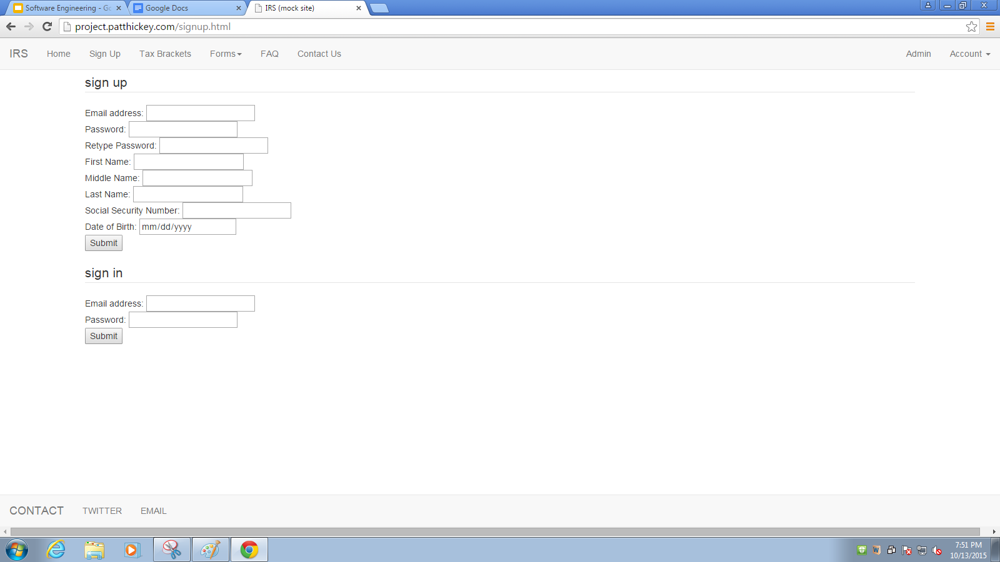 Software Engineering - Go
Google Docs
IRS (mock site)
project.patthickey.com/signup.html
IRS Home Sign Up Tax Brackets Forms FAQ Contact Us Admin Account
sign up
Email address:
Password:
Retype Password:
First Name:
Middle Name:
Last Name:
Social Security Number:
Date of Birth: mm/dd/yyyy
Submit
sign in
Email address:
Password:
Submit
CONTACT TWITTER EMAIL
7:51 PM
10/13/2015